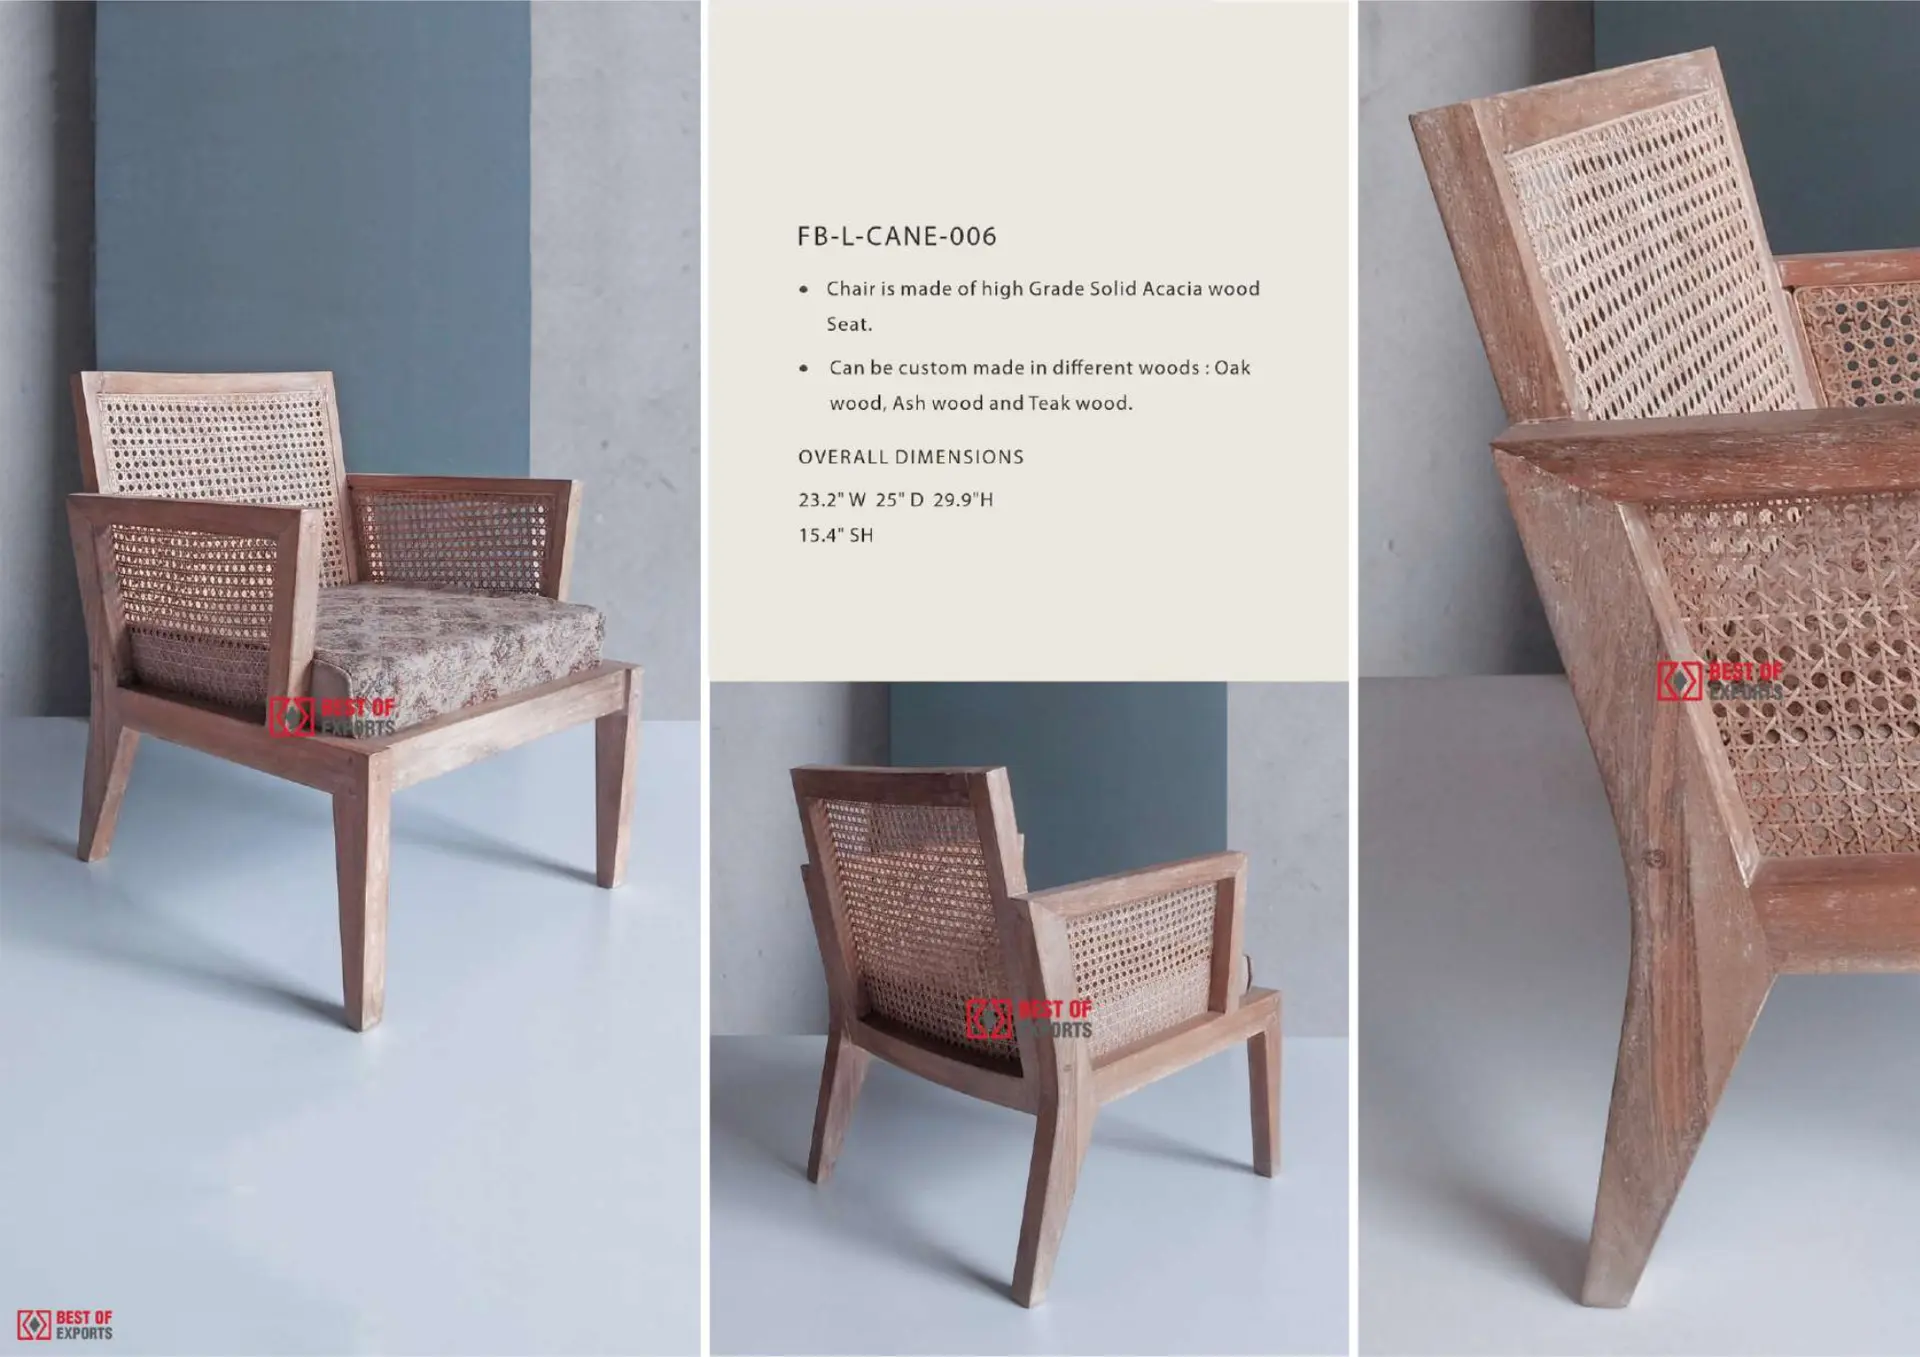 FB-L-CANE-006
• Chair is made of high Grade Solid Acacia wood
Seat.
• Can be custom made in different woods : Oak
wood, Ash wood and Teak wood.
OVERALL DIMENSIONS
23.2" W 25" D 29.9"H
15.4" SH
BEST OF
EXPORTS
BEST OF
EXPORTS
BEST OF
EXPORTS
BEST OF
EXPORTS